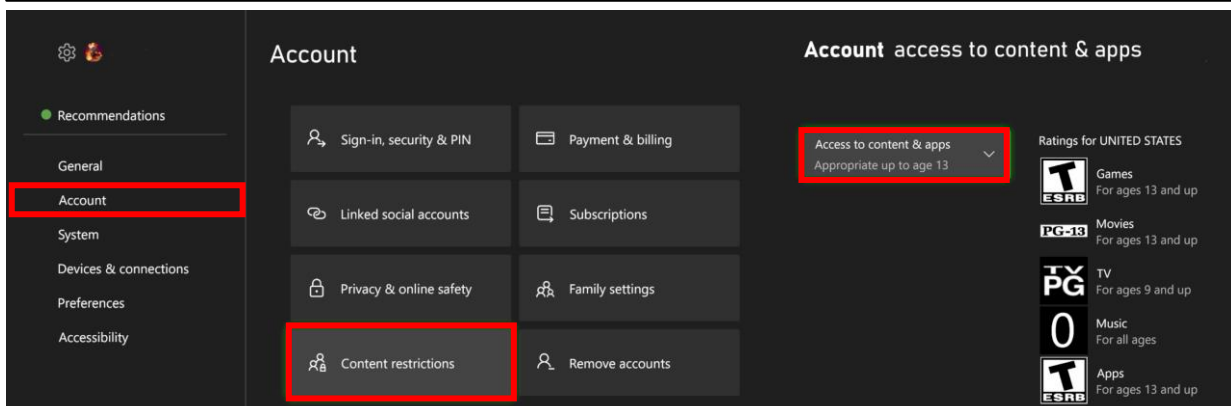 Recommendations
General
Account
System
Devices & connections
Preferences
Accessibility
Account
Sign-in, security & PIN
Payment & billing
Linked social accounts
Subscriptions
Privacy & online safety
Family settings
Content restrictions
Remove accounts
Account access to content & apps
Access to content & apps
Appropriate up to age 13
Ratings for UNITED STATES
T
ESRB
Games
For ages 13 and up
PG-13
Movies
For ages 13 and up
TV
PG
TV
For ages 9 and up
0
Music
For all ages
T
ESRB
Apps
For ages 13 and up